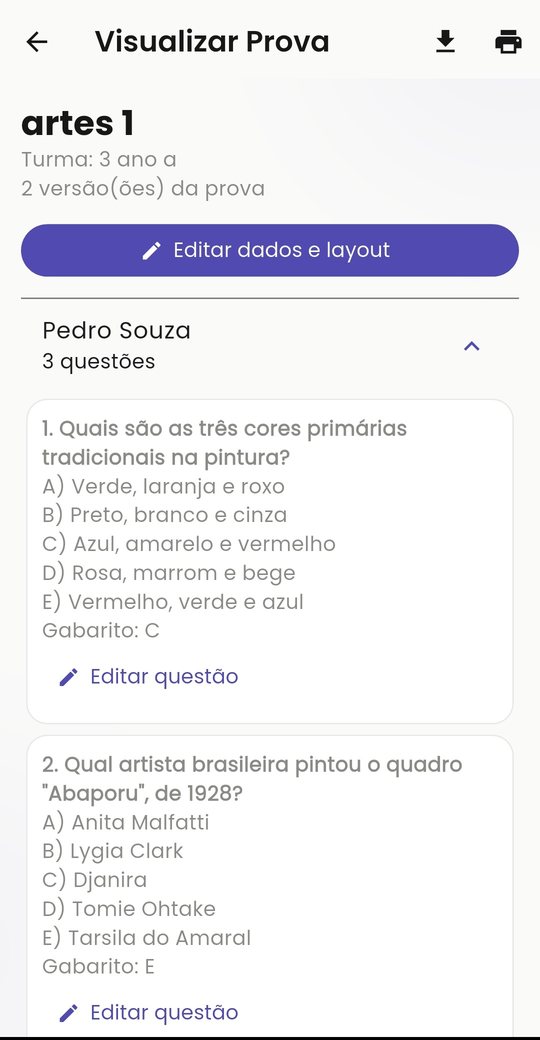 Visualizar Prova
artes 1
Turma: 3 ano a
2 versão(ões) da prova
Editar dados e layout
Pedro Souza
3 questões
1. Quais são as três cores primárias
tradicionais na pintura?
A) Verde, laranja e roxo
B) Preto, branco e cinza
C) Azul, amarelo e vermelho
D) Rosa, marrom e bege
E) Vermelho, verde e azul
Gabarito: C
Editar questão
2. Qual artista brasileira pintou o quadro
"Abaporu", de 1928?
A) Anita Malfatti
B) Lygia Clark
C) Djanira
D) Tomie Ohtake
E) Tarsila do Amaral
Gabarito: E
Editar questão